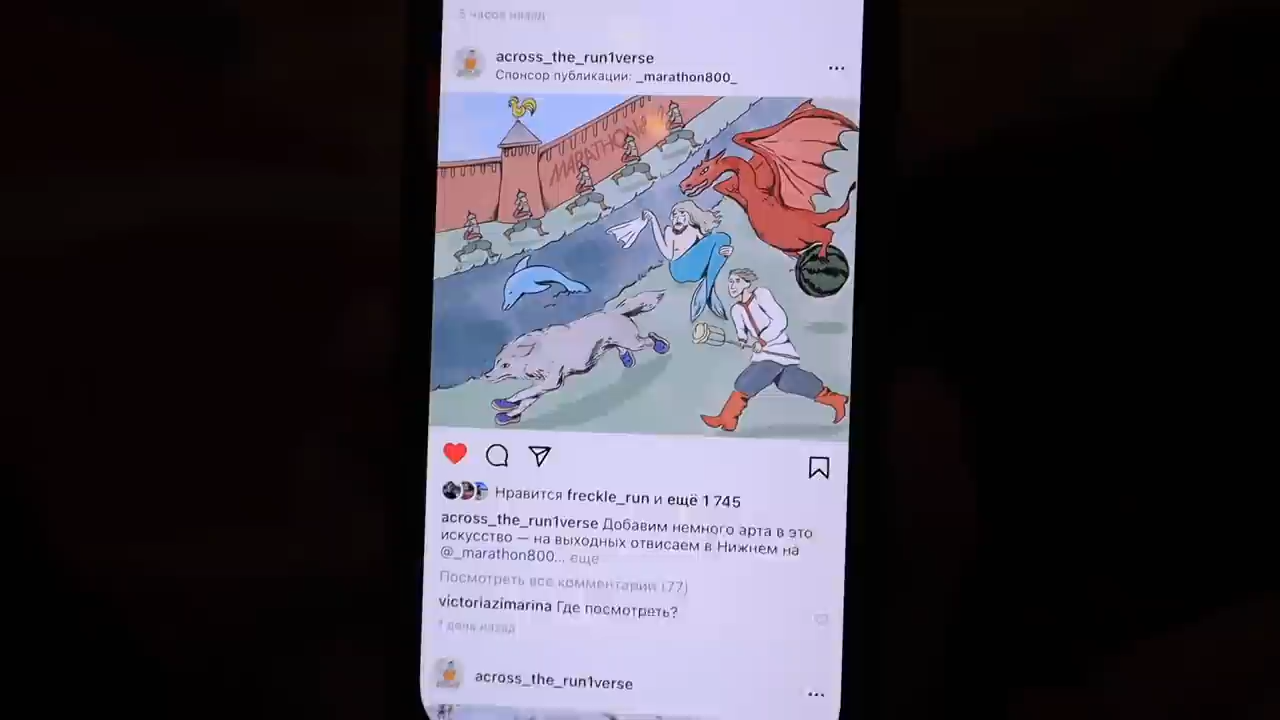 5 часов назад
across_the_run1verse
Спонсор публикации: _marathon800_
MARATHON
Нравится freckle_run и ещё 1 745
across_the_run1verse Добавим немного арта в это
искусство — на выходных отвисаем в Нижнем на
@_marathon800... ещё
Посмотреть все комментарии (77)
victoriazimarina Где посмотреть?
1 день назад
across_the_run1verse